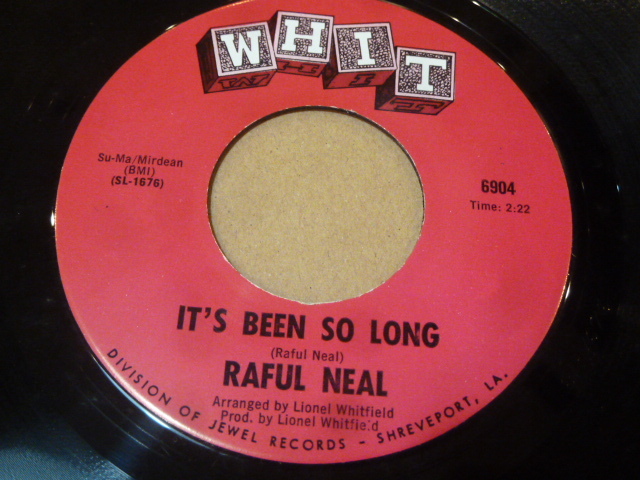 WHIT
Su-Ma/Mirdean
(BMI)
(SL-1676)
6904
Time: 2:22
IT'S BEEN SO LONG
(Raful Neal)
RAFUL NEAL
Arranged by Lionel Whitfield
Prod. by Lionel Whitfield
DIVISION OF JEWEL RECORDS - SHREVEPORT, LA.